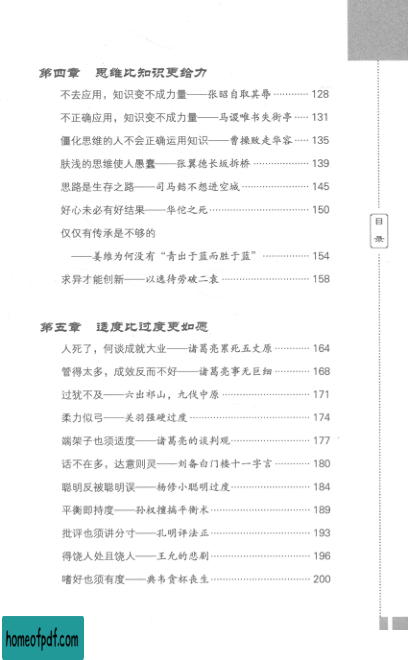 第四章 思维比知识更给力
不去应用，知识变不成力量——张昭自取其辱 ………… 128
不正确应用，知识变不成力量——马谡唯书失街亭 …… 131
僵化思维的人不会正确运用知识——曹操败走华容 …… 135
肤浅的思维使人愚蠢——张翼德长坂拆桥 ……………… 139
思路是生存之路——司马懿不想进空城 ………………… 145
好心未必有好结果——华佗之死 ………………………… 150
仅仅有传承是不够的
——姜维为何没有“青出于蓝而胜于蓝” …………… 154
求异才能创新——以逸待劳破二袁 ……………………… 158
第五章 适度比过度更如愿
人死了，何谈成就大业——诸葛亮累死五丈原 ………… 164
管得太多，成效反而不好——诸葛亮事无巨细 ………… 168
过犹不及——六出祁山，九伐中原 ……………………… 171
柔力似弓——关羽强硬过度 ……………………………… 174
端架子也须适度——诸葛亮的谈判观 …………………… 177
话不在多，达意则灵——刘备白门楼十一字言 ………… 180
聪明反被聪明误——杨修小聪明过度 …………………… 184
平衡即持度——孙权擅搞平衡术 ………………………… 189
批评也须讲分寸——孔明评法正 ………………………… 193
得饶人处且饶人——王允的悲剧 ………………………… 196
嗜好也须有度——典韦贪杯丧生 ………………………… 200
目录
homeofpdf.com